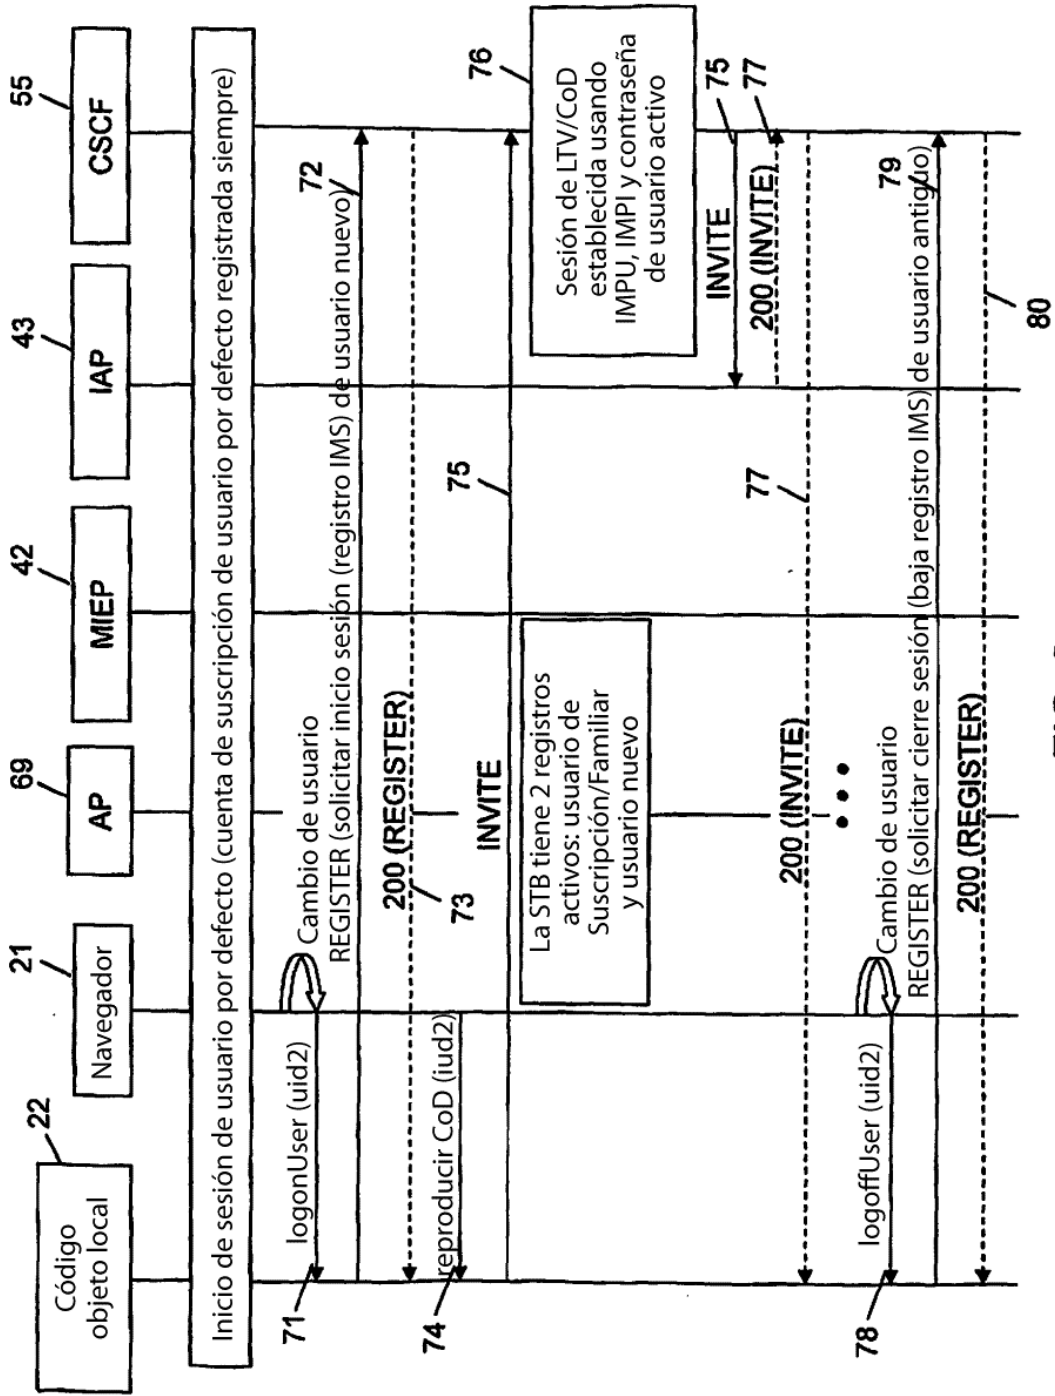 22
21
69
42
43
55
Código
objeto local
Navegador
AP
MIEP
IAP
CSCF
Inicio de sesión de usuario por defecto (cuenta de suscripción de usuario por defecto registrada siempre)
71
logonUser (uid2)
Cambio de usuario
REGISTER (solicitar inicio sesión (registro IMS) de usuario nuevo)
72
200 (REGISTER)
73
74
reproducir CoD (iud2)
INVITE
75
La STB tiene 2 registros
activos: usuario de
Suscripción/Familiar
y usuario nuevo
76
Sesión de LTV/CoD
establecida usando
IMPU, IMPI y contraseña
de usuario activo
INVITE
75
200 (INVITE)
77
200 (INVITE)
77
78
logoffUser (uid2)
Cambio de usuario
REGISTER (solicitar cierre sesión (baja registro IMS) de usuario antiguo)
79
200 (REGISTER)
80